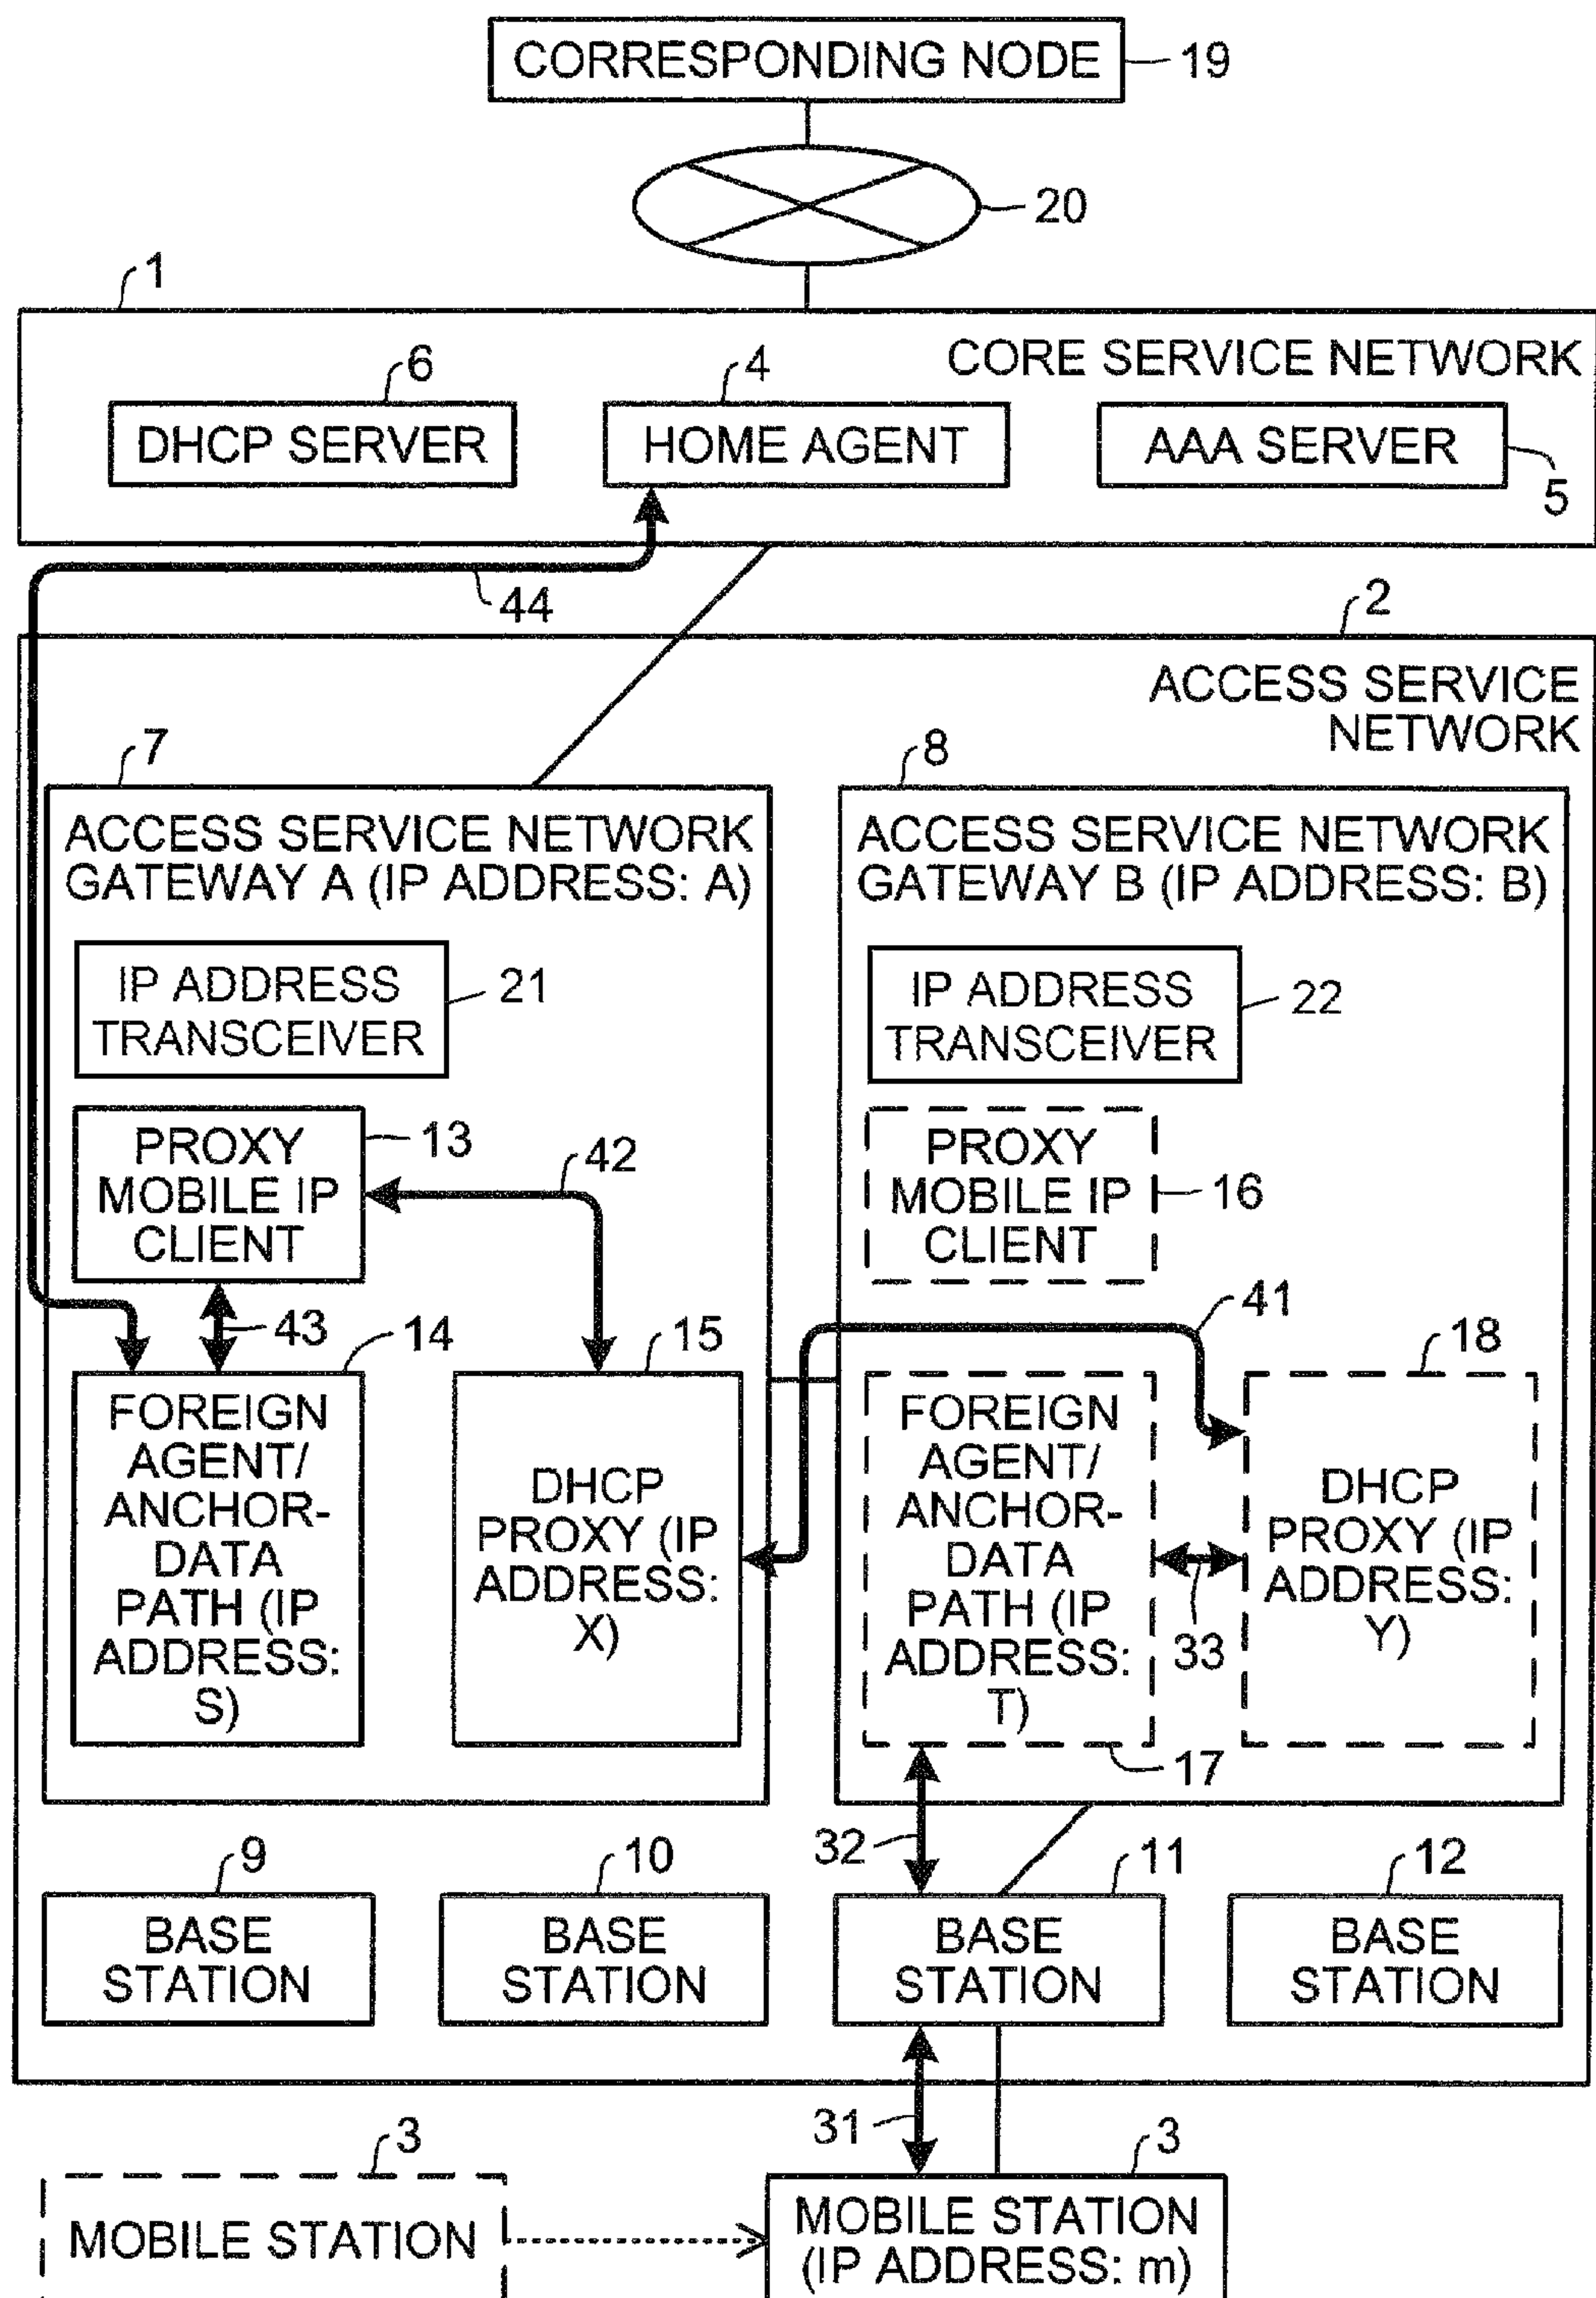 CORRESPONDING NODE
19
20
1
CORE SERVICE NETWORK
6
4
DHCP SERVER
HOME AGENT
AAA SERVER
5
44
2
ACCESS SERVICE
NETWORK
7
8
ACCESS SERVICE NETWORK
GATEWAY A (IP ADDRESS: A)
ACCESS SERVICE NETWORK
GATEWAY B (IP ADDRESS: B)
IP ADDRESS
TRANSCEIVER
21
IP ADDRESS
TRANSCEIVER
22
PROXY
MOBILE IP
CLIENT
13
42
PROXY
MOBILE IP
CLIENT
16
43
14
15
41
18
FOREIGN
AGENT/
ANCHOR-
DATA
PATH (IP
ADDRESS:
S)
DHCP
PROXY (IP
ADDRESS:
X)
FOREIGN
AGENT/
ANCHOR-
DATA
PATH (IP
ADDRESS:
T)
33
DHCP
PROXY (IP
ADDRESS:
Y)
17
32
9
10
11
12
BASE
STATION
BASE
STATION
BASE
STATION
BASE
STATION
31
3
3
MOBILE STATION
MOBILE STATION
(IP ADDRESS: m)